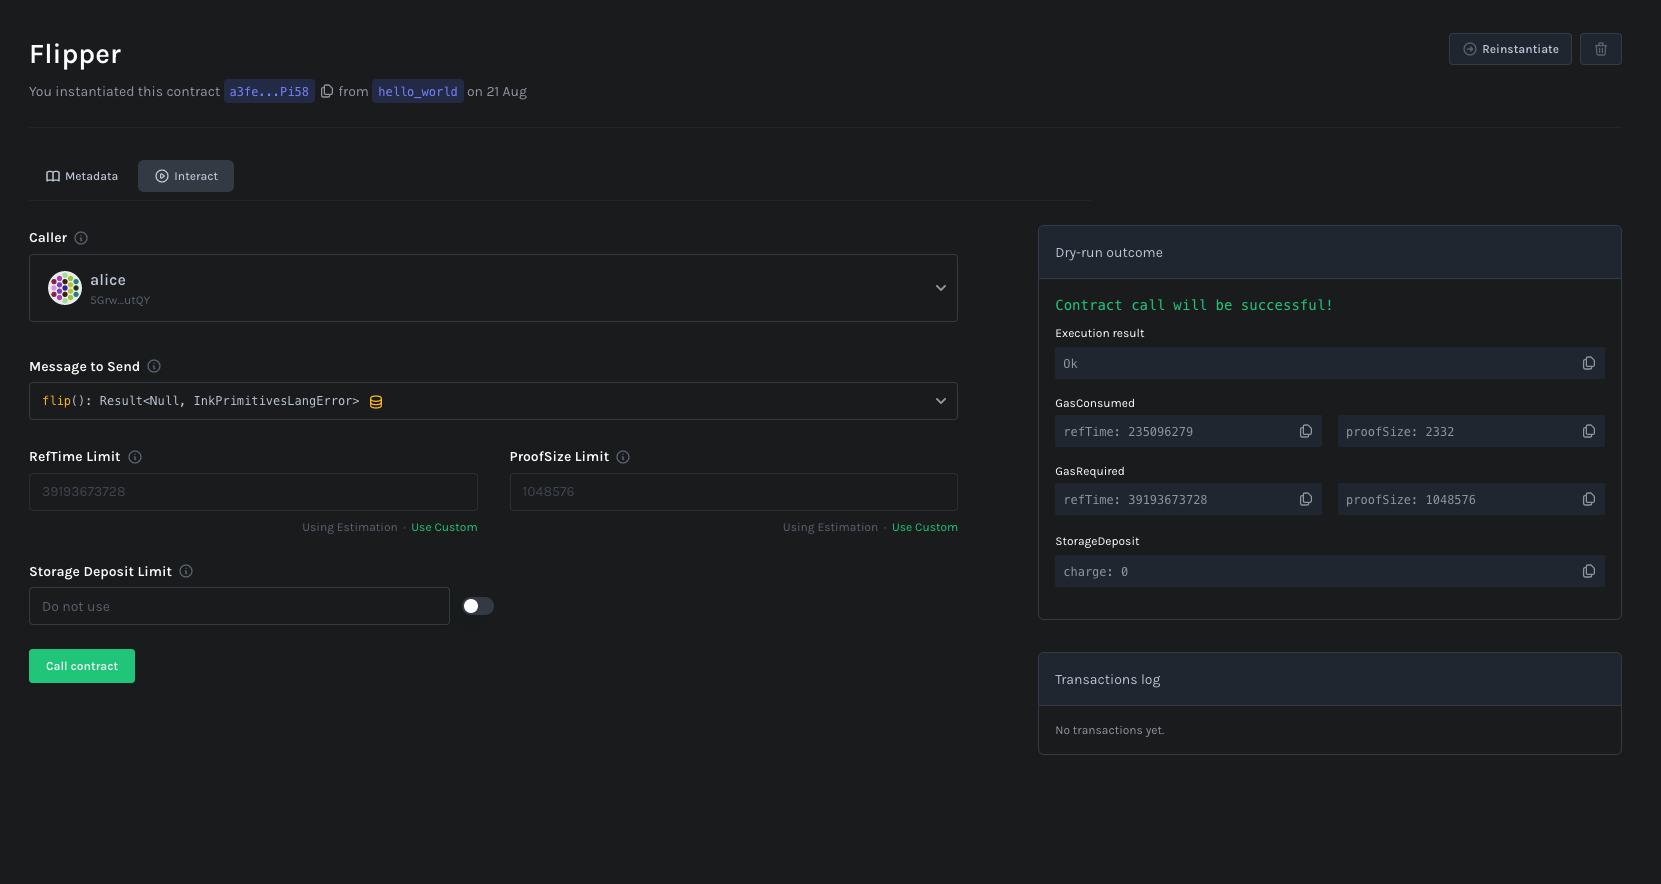 Flipper
Reinstantiate
You instantiated this contract a3fe...Pi58 from hello_world on 21 Aug
Metadata
Interact
Caller
alice
5Grw...utQY
Message to Send
flip(): Result<Null, InkPrimitivesLangError>
RefTime Limit
39193673728
Using Estimation · Use Custom
ProofSize Limit
1048576
Using Estimation · Use Custom
Storage Deposit Limit
Do not use
Call contract
Dry-run outcome
Contract call will be successful!
Execution result
Ok
GasConsumed
refTime: 235096279
proofSize: 2332
GasRequired
refTime: 39193673728
proofSize: 1048576
StorageDeposit
charge: 0
Transactions log
No transactions yet.